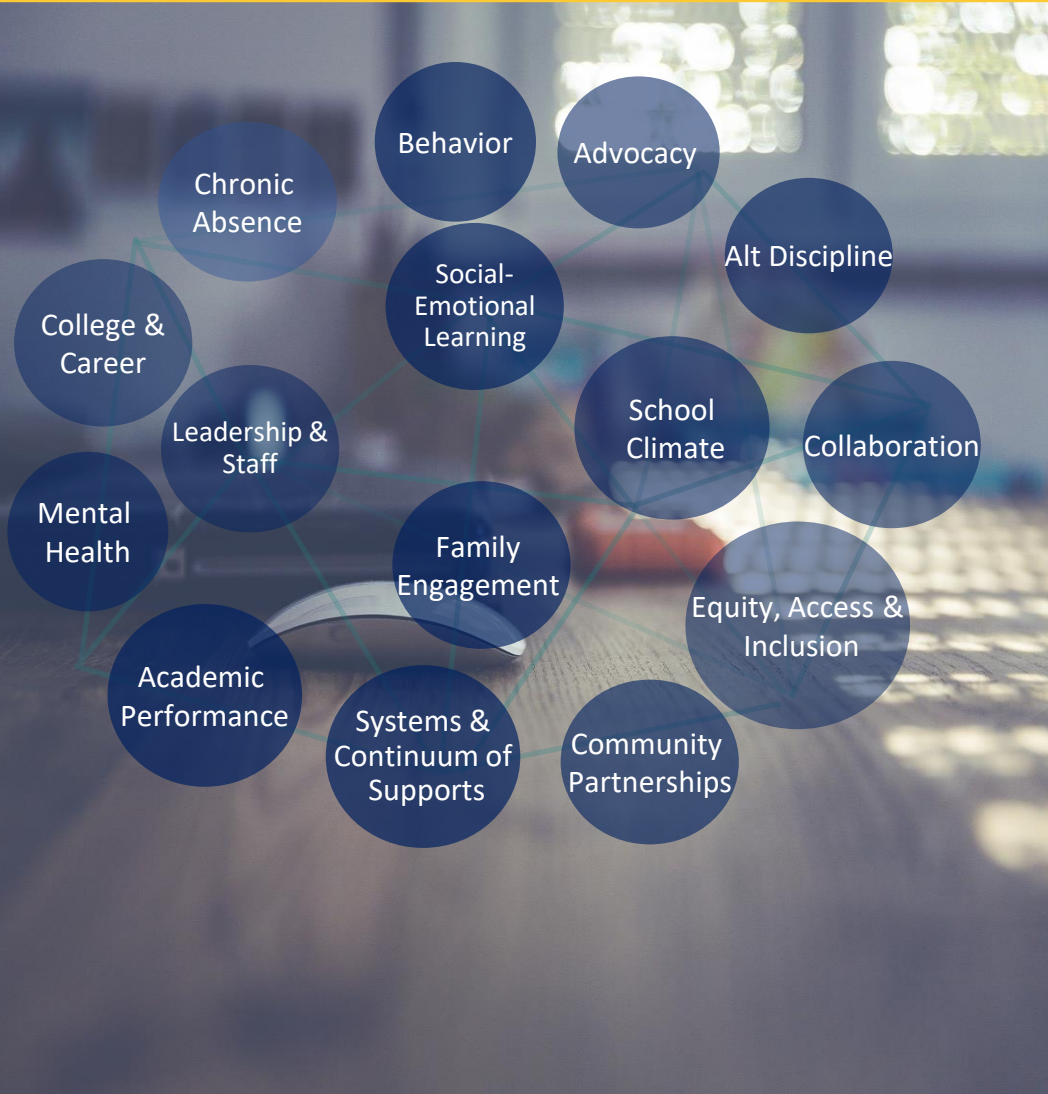 Behavior
Advocacy
Chronic
Absence
Alt Discipline
Social-
Emotional
Learning
College &
Career
School
Climate
Leadership &
Staff
Collaboration
Mental
Health
Family
Engagement
Equity, Access &
Inclusion
Academic
Performance
Systems &
Continuum of
Supports
Community
Partnerships